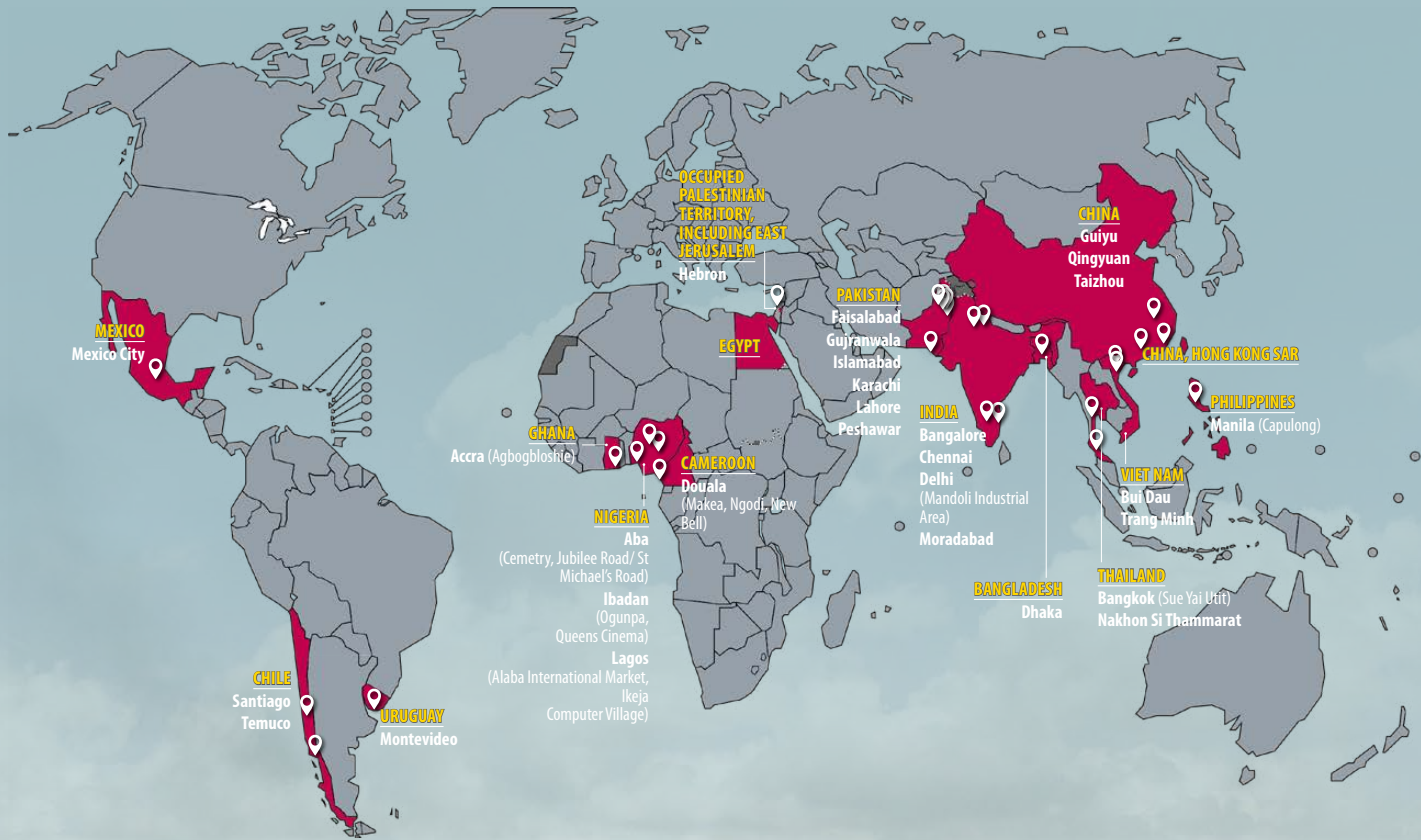 OCCUPIED
PALESTINIAN
TERRITORY,
INCLUDING EAST
JERUSALEM
Hebron
CHINA
Guiyu
Qingyuan
Taizhou
MEXICO
Mexico City
EGYPT
PAKISTAN
Faisalabad
Gujranwala
Islamabad
Karachi
Lahore
Peshawar
CHINA, HONG KONG SAR
PHILIPPINES
Manila (Capulong)
INDIA
Bangalore
Chennai
Delhi
(Mandoli Industrial
Area)
Moradabad
GHANA
Accra (Agbogbloshie)
CAMEROON
Douala
(Makea, Ngodi, New
Bell)
VIET NAM
Bui Dau
Trang Minh
NIGERIA
Aba
(Cemetry, Jubilee Road/ St
Michael's Road)
Ibadan
(Ogunpa,
Queens Cinema)
Lagos
(Alaba International Market,
Ikeja
Computer Village)
BANGLADESH
Dhaka
THAILAND
Bangkok (Sue Yai Utit)
Nakhon Si Thammarat
CHILE
Santiago
Temuco
URUGUAY
Montevideo